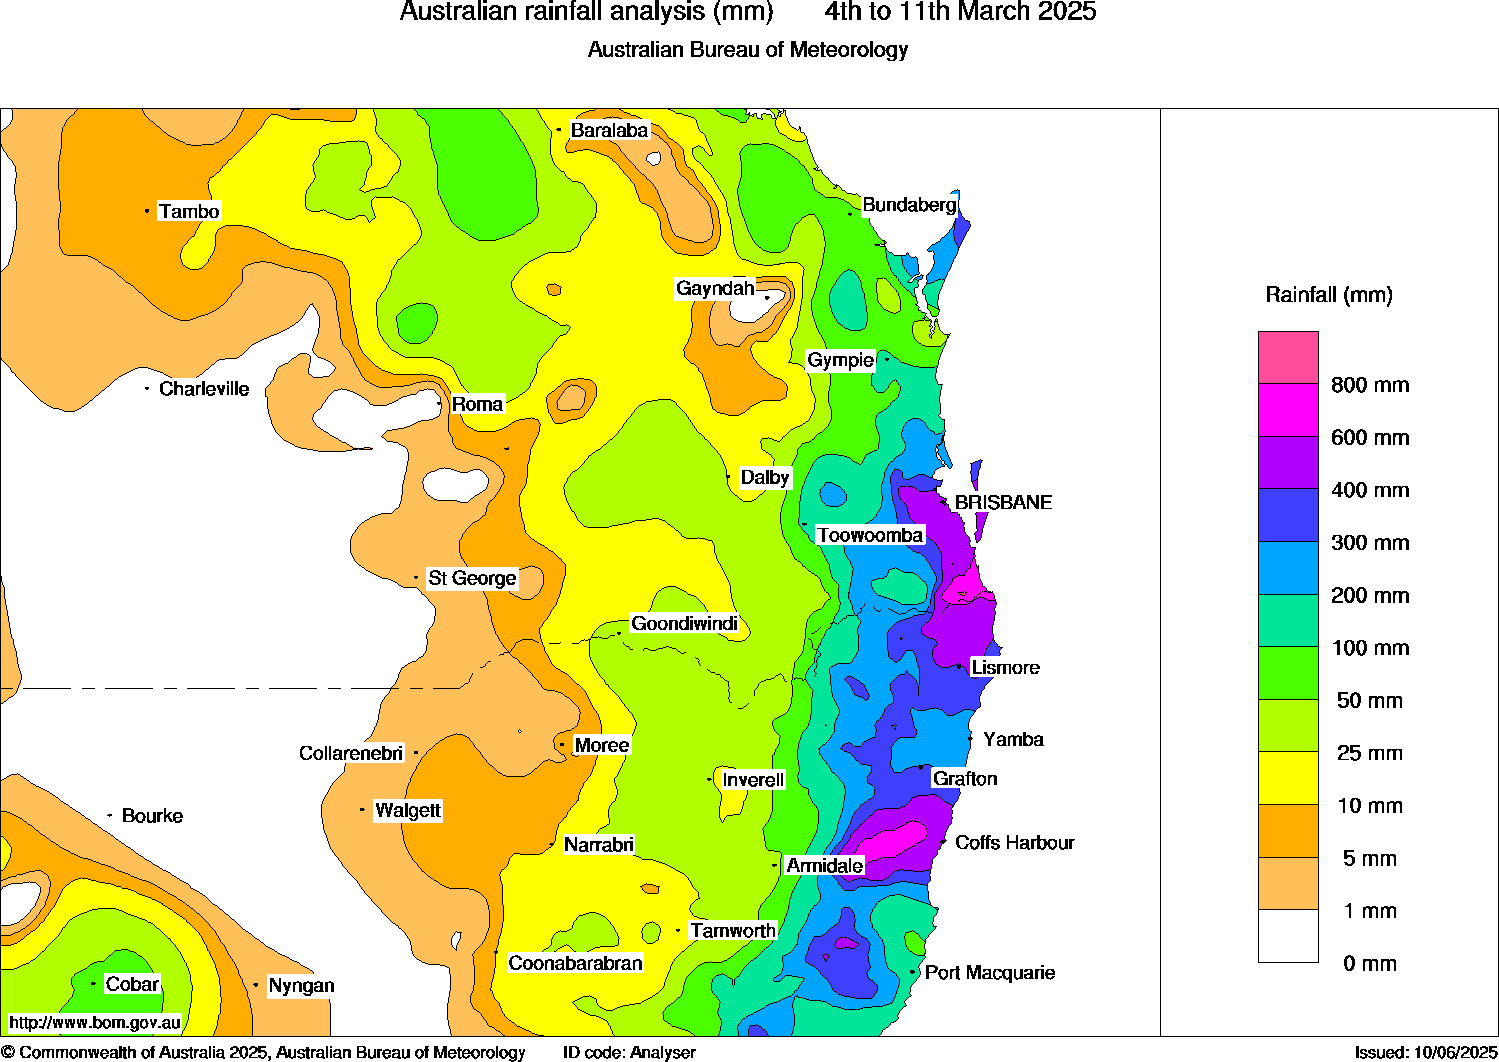 Australian rainfall analysis (mm) 4th to 11th March 2025
Australian Bureau of Meteorology
Baralaba
Tambo
Bundaberg
Gayndah
Rainfall (mm)
Gympie
Charleville
800 mm
Roma
600 mm
Dalby
400 mm
BRISBANE
Toowoomba
300 mm
St George
200 mm
Goondiwindi
100 mm
Lismore
50 mm
Moree
Yamba
Collarenebri
25 mm
Inverell
Grafton
10 mm
Walgett
Bourke
Narrabri
Coffs Harbour
5 mm
Armidale
1 mm
Tamworth
Coonabarabran
0 mm
Port Macquarie
Cobar
Nyngan
http://www.bom.gov.au
© Commonwealth of Australia 2025, Australian Bureau of Meteorology ID code: Analyser Issued: 10/06/2025